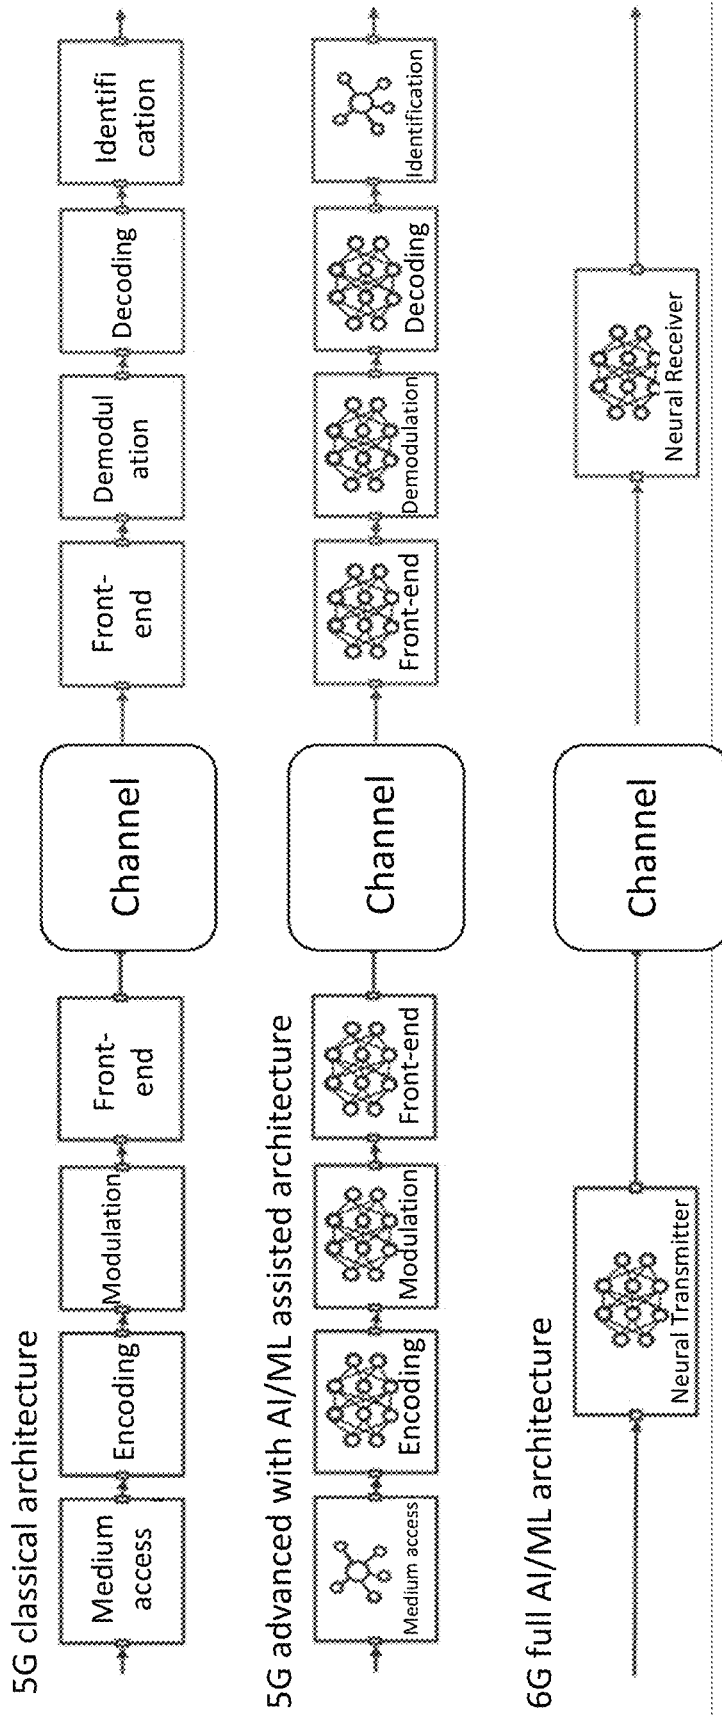 5G classical architecture
Medium
access
Encoding
Modulation
Front-
end
Channel
Front-
end
Demodul
ation
Decoding
Identifi
cation
5G advanced with AI/ML assisted architecture
Medium access
Encoding
Modulation
Front-end
Channel
Front-end
Demodulation
Decoding
Identification
6G full AI/ML architecture
Neural Transmitter
Channel
Neural Receiver